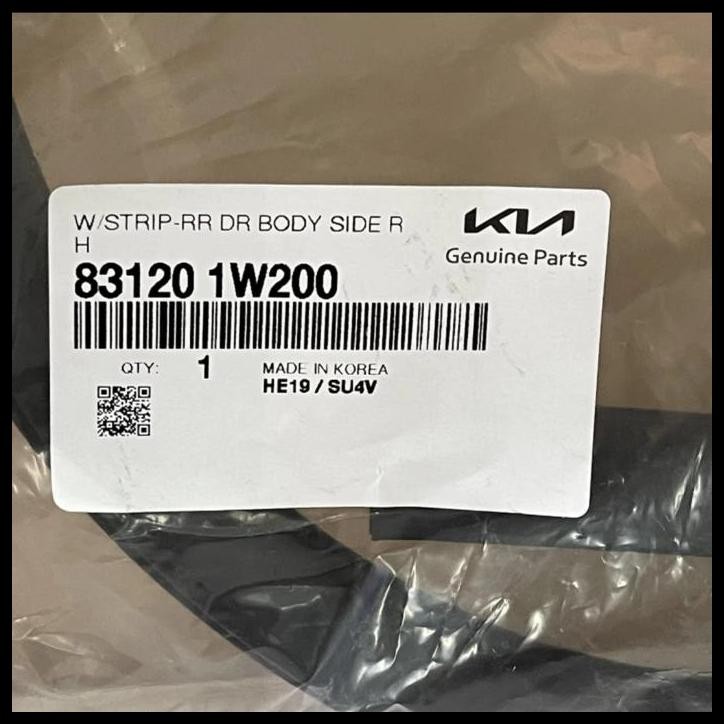 W/STRIP-RR DR BODY SIDE R
H
KIA
Genuine Parts
83120 1W200
QTY: 1 MADE IN KOREA
HE19 / SU4V